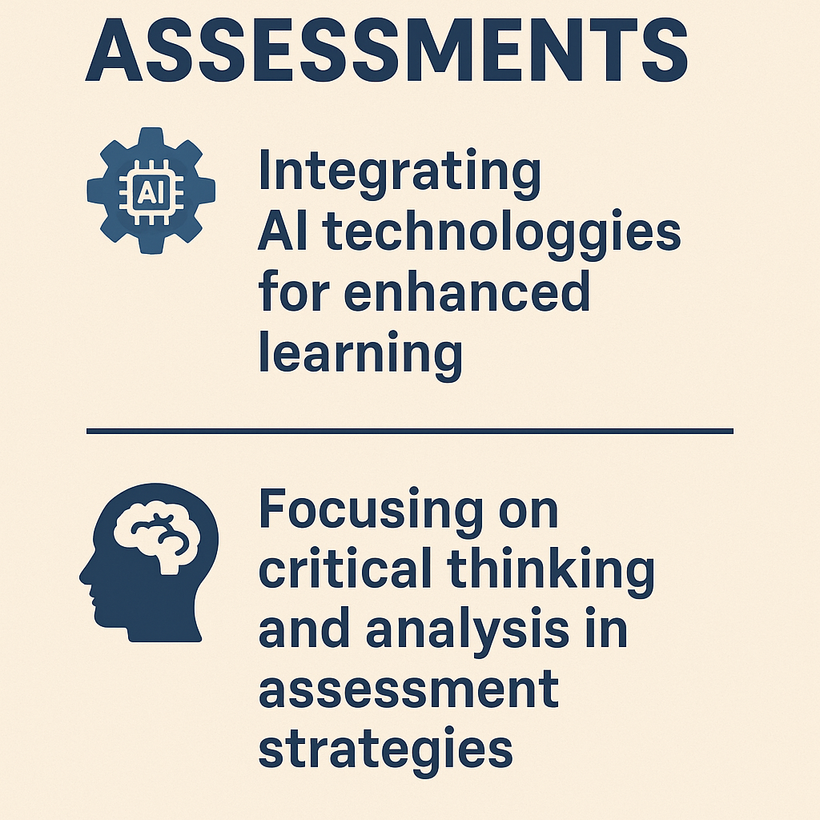 ASSESSMENTS
AI
Integrating
AI technologgies
for enhanced
learning
Focusing on
critical thinking
and analysis in
assessment
strategies